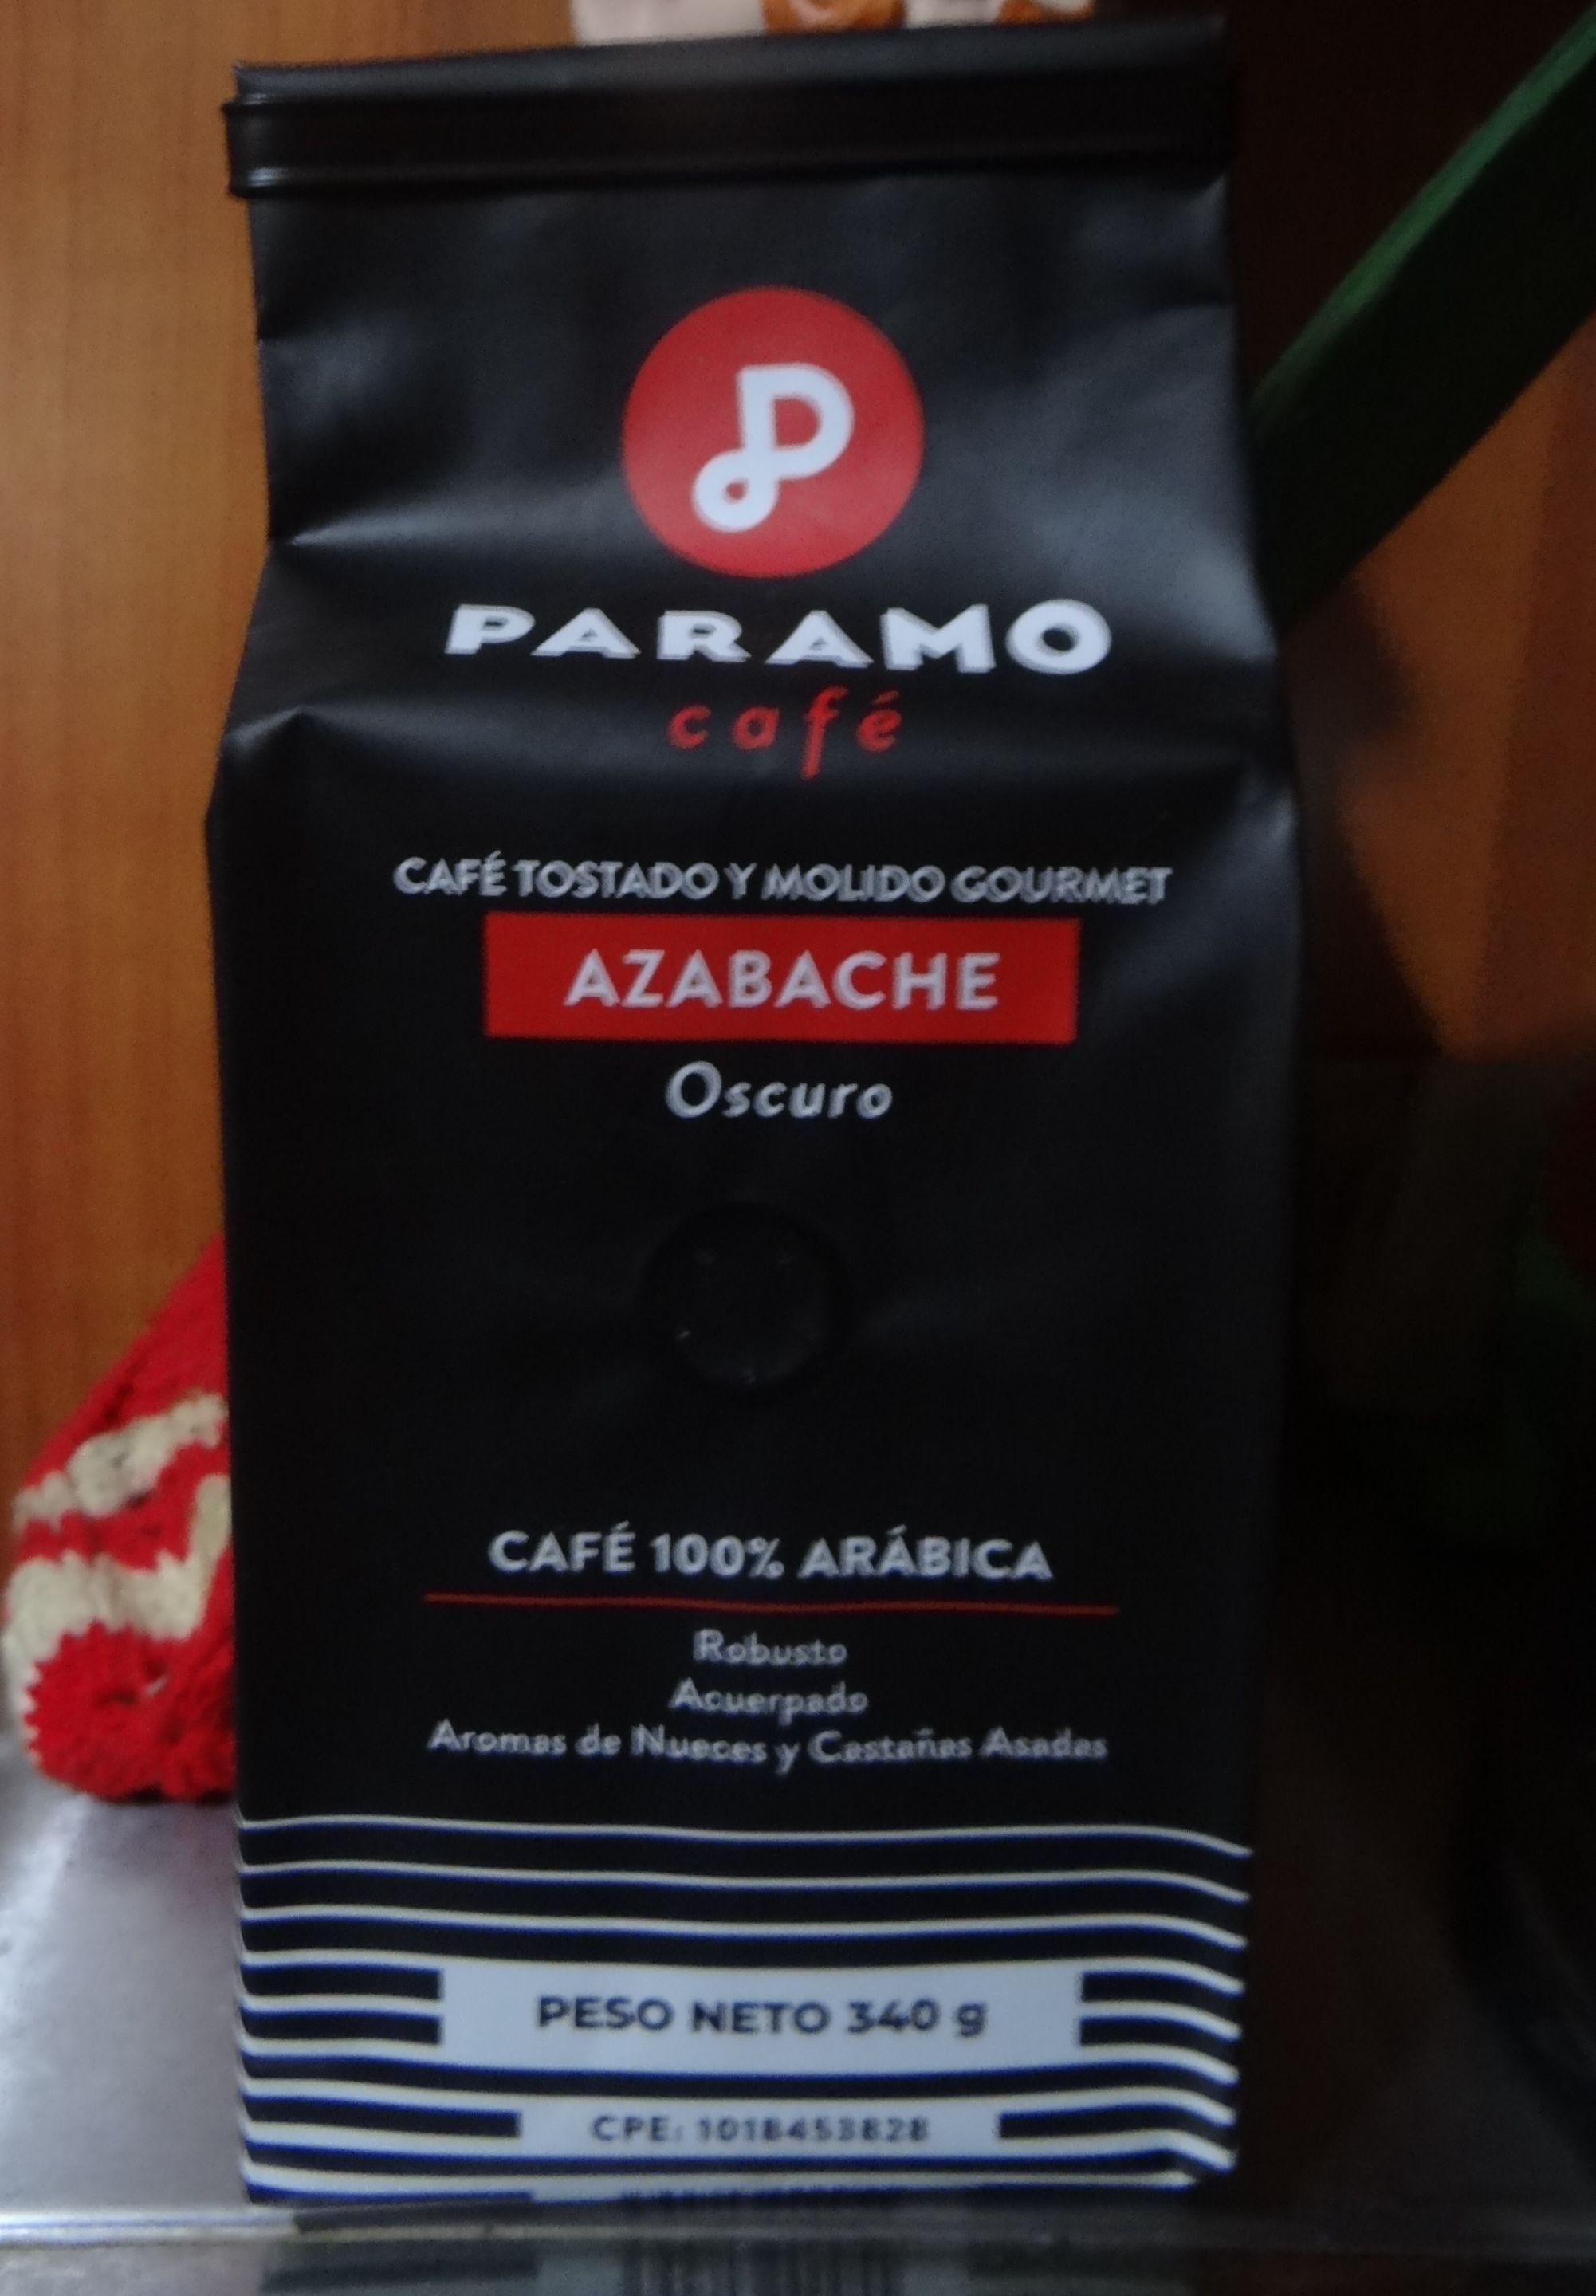 P
PARAMO
café
CAFÉ TOSTADO Y MOLIDO GOURMET
AZABACHE
Oscuro
CAFÉ 100% ARÁBICA
Robusto
Acuerpado
Aromas de Nueces y Castañas Asadas
PESO NETO 340 g
CPE: 1018453828